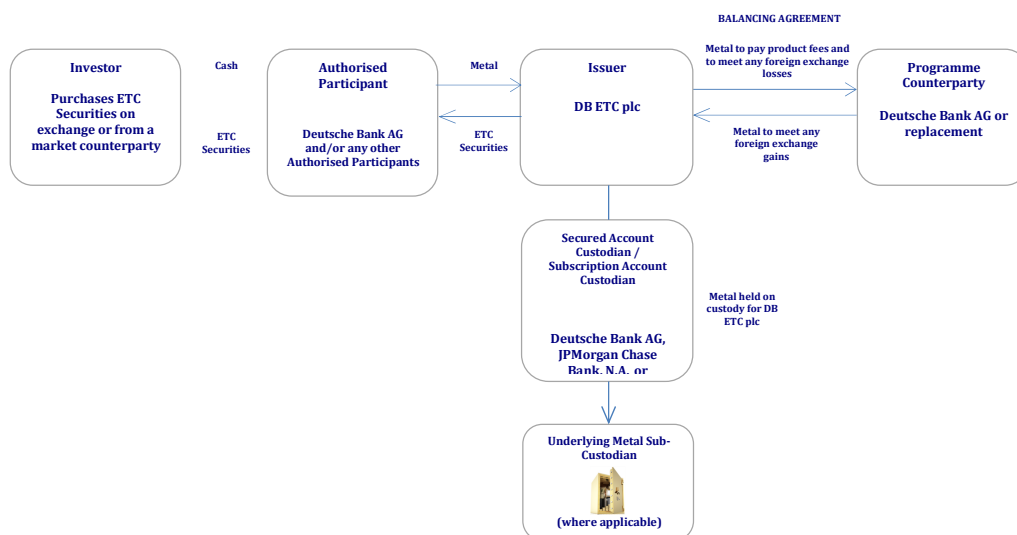 BALANCING AGREEMENT
Investor
Purchases ETC
Securities on
exchange or from a
market counterparty
Cash
ETC
Securities
Authorised
Participant
Deutsche Bank AG
and/or any other
Authorised Participants
Metal
ETC
Securities
Issuer
DB ETC plc
Metal to pay product fees and
to meet any foreign exchange
losses
Metal to meet any
foreign exchange
gains
Programme
Counterparty
Deutsche Bank AG or
replacement
Secured Account
Custodian /
Subscription Account
Custodian
Deutsche Bank AG,
JPMorgan Chase
Bank, N.A. or
Metal held on
custody for DB
ETC plc
Underlying Metal Sub-
Custodian
(where applicable)